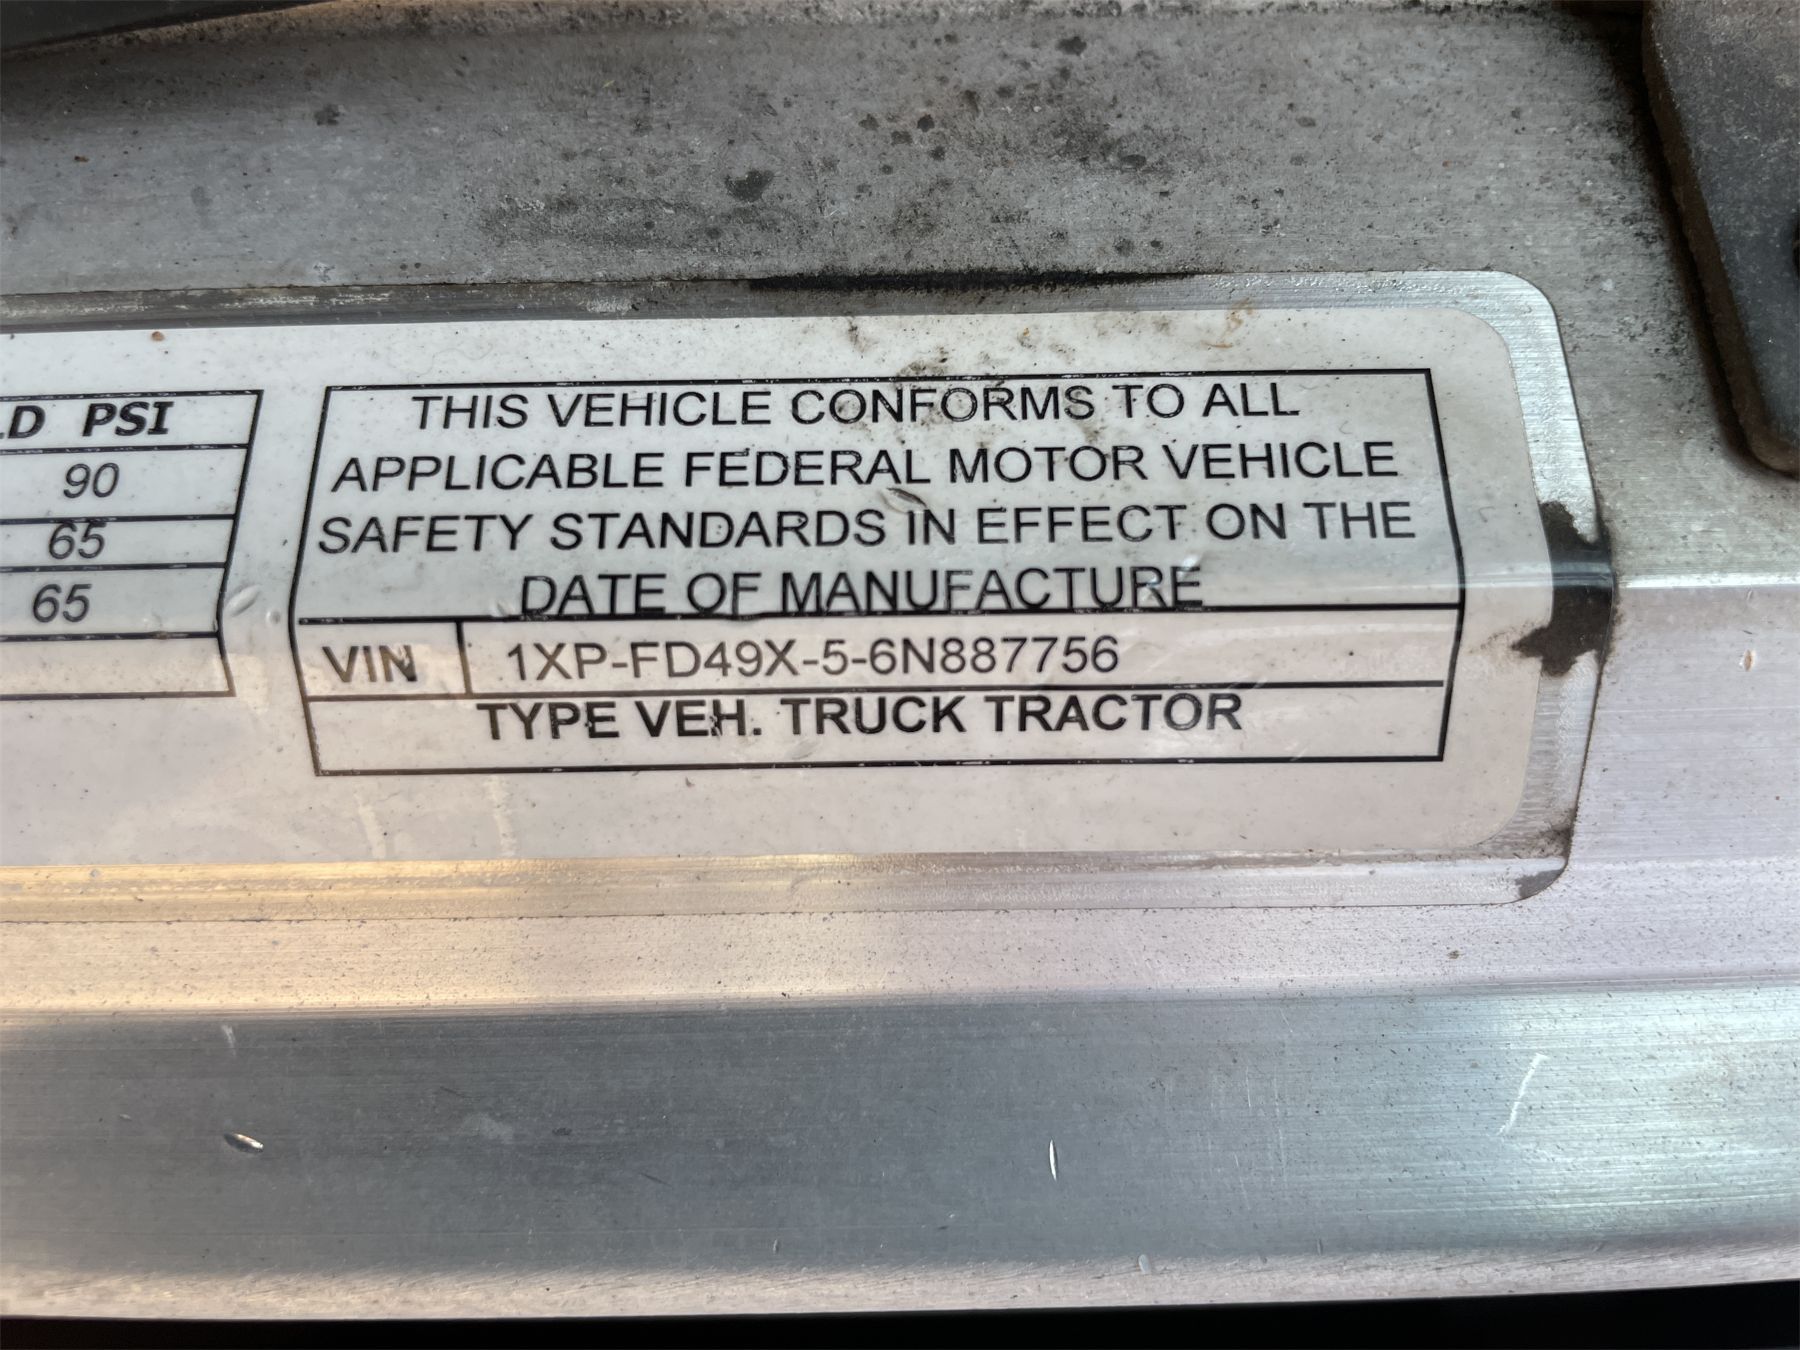 LD PSI
90
65
65
THIS VEHICLE CONFORMS TO ALL
APPLICABLE FEDERAL MOTOR VEHICLE
SAFETY STANDARDS IN EFFECT ON THE
DATE OF MANUFACTURE
VIN 1XP-FD49X-5-6N887756
TYPE VEH. TRUCK TRACTOR